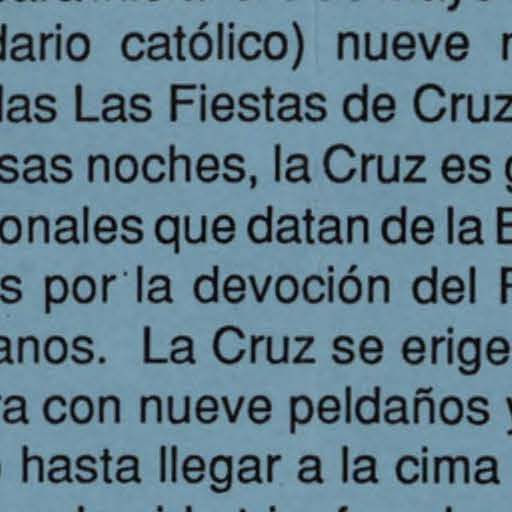 dario católico) nueve
las Las Fiestas de Cruz
sas noches, la Cruz es
onales que datan de la
s por la devoción del
anos. La Cruz se erige
ra con nueve peldaños y
hasta llegar a la cima